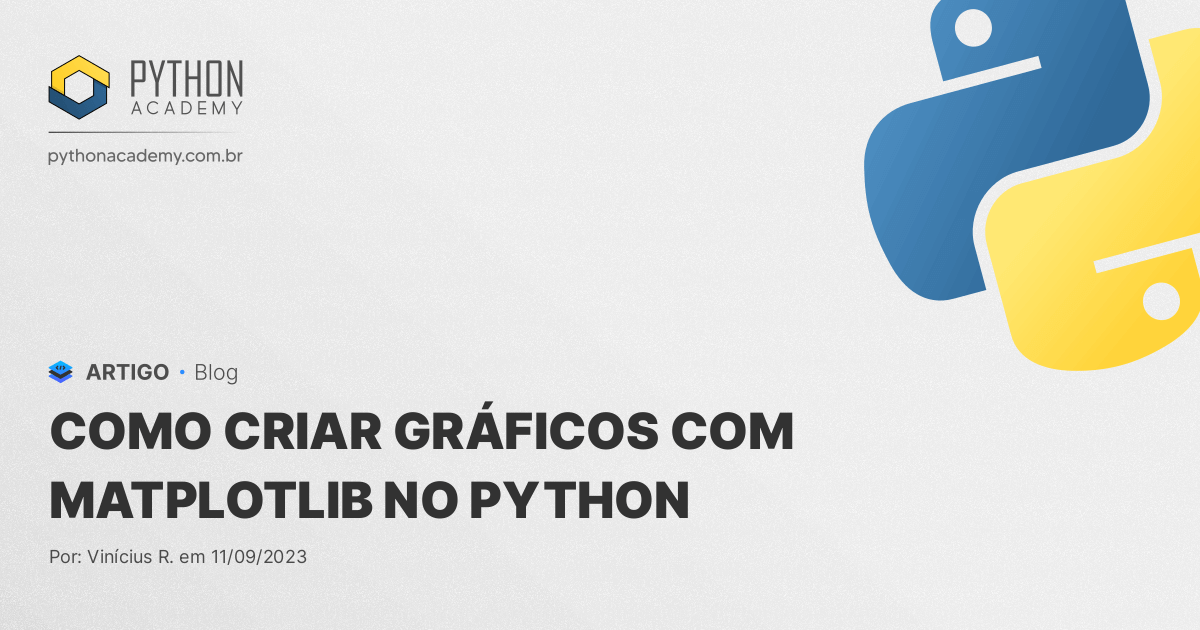 PYTHON
ACADEMY
pythonacademy.com.br
ARTIGO • Blog
COMO CRIAR GRÁFICOS COM
MATPLOTLIB NO PYTHON
Por: Vinícius R. em 11/09/2023